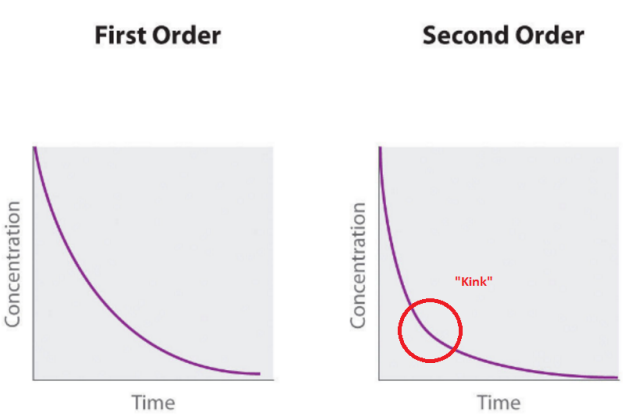 First Order
Second Order
Concentration
Time
Concentration
"Kink"
Time